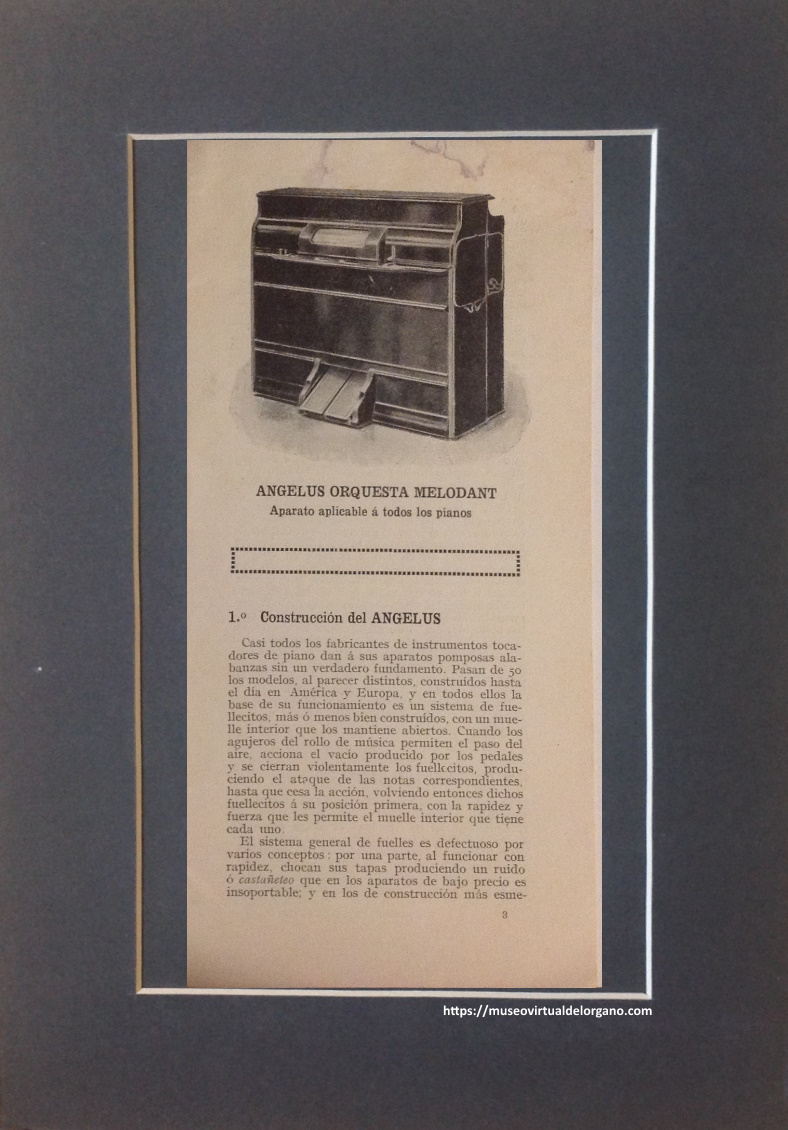 ANGELUS ORQUESTA MELODANT
Aparato aplicable á todos los pianos
1.º Construcción del ANGELUS
Casi todos los fabricantes de instrumentos toca-
dores de piano dan á sus aparatos pomposas ala-
banzas sin un verdadero fundamento. Pasan de 50
los modelos, al parecer distintos, construídos hasta
el día en América y Europa, y en todos ellos la
base de su funcionamiento es un sistema de fue-
llecitos, más ó menos bien construídos, con un mue-
lle interior que los mantiene abiertos. Cuando los
agujeros del rollo de música permiten el paso del
aire, acciona el vacío producido por los pedales
y se cierran violentamente los fuellecitos, produ-
ciendo el ataque de las notas correspondientes,
hasta que cesa la acción, volviendo entonces dichos
fuellecitos á su posición primera, con la rapidez y
fuerza que les permite el muelle interior que tiene
cada uno.
El sistema general de fuelles es defectuoso por
varios conceptos: por una parte, al funcionar con
rapidez, chocan sus tapas produciendo un ruido
ó castañeteo que en los aparatos de bajo precio es
insoportable; y en los de construcción más esme-
3
https://museovirtualdelorgano.com